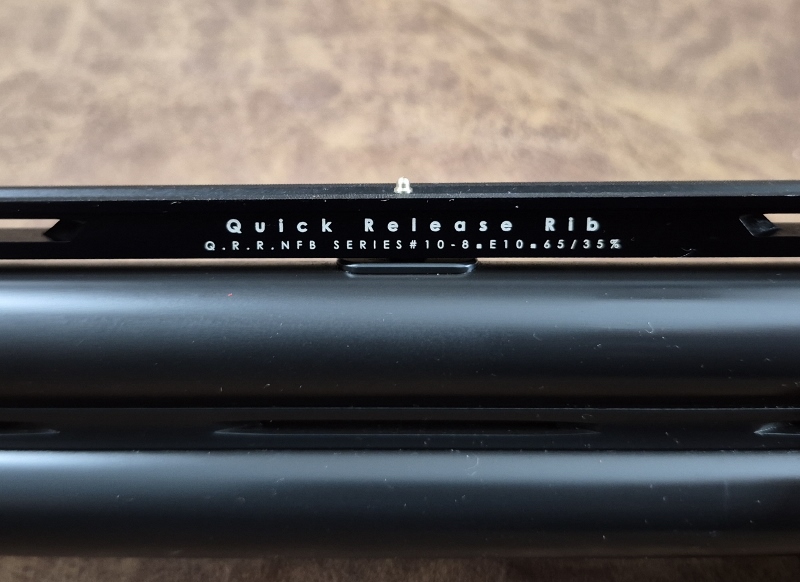 Quick Release Rib
Q.R.R.NFB SERIES#10-8■E10■65/35%